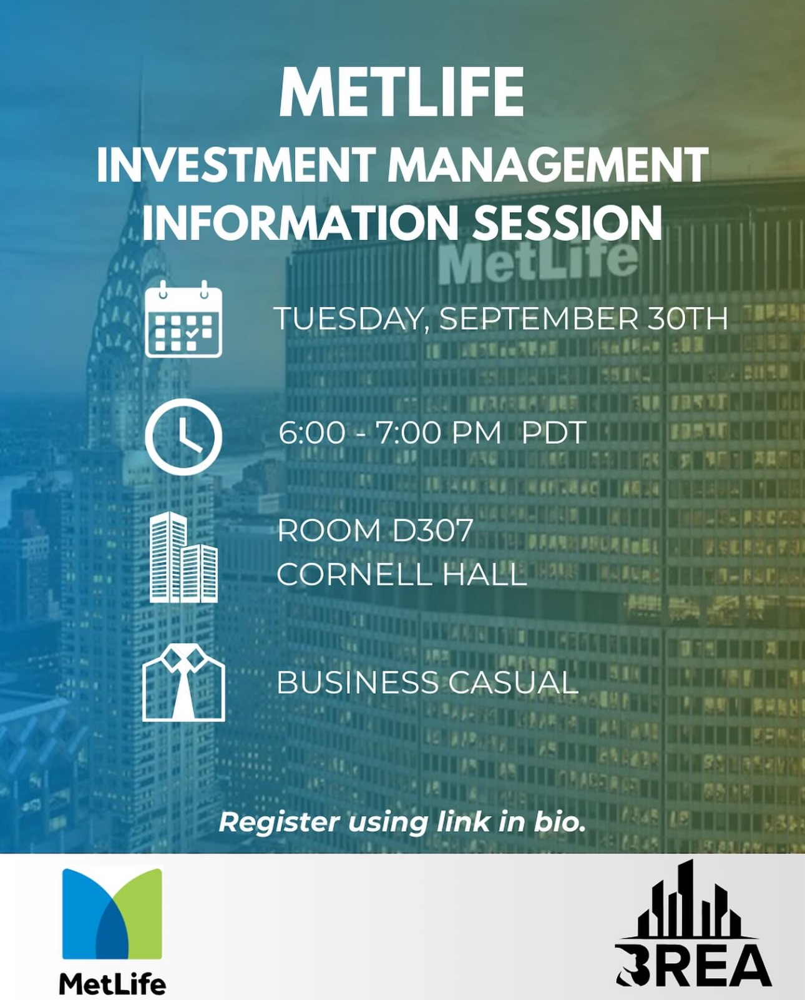 METLIFE
INVESTMENT MANAGEMENT
INFORMATION SESSION
MetLife
TUESDAY, SEPTEMBER 30TH
6:00 - 7:00 PM PDT
ROOM D307
CORNELL HALL
BUSINESS CASUAL
Register using link in bio.
MetLife
BREA